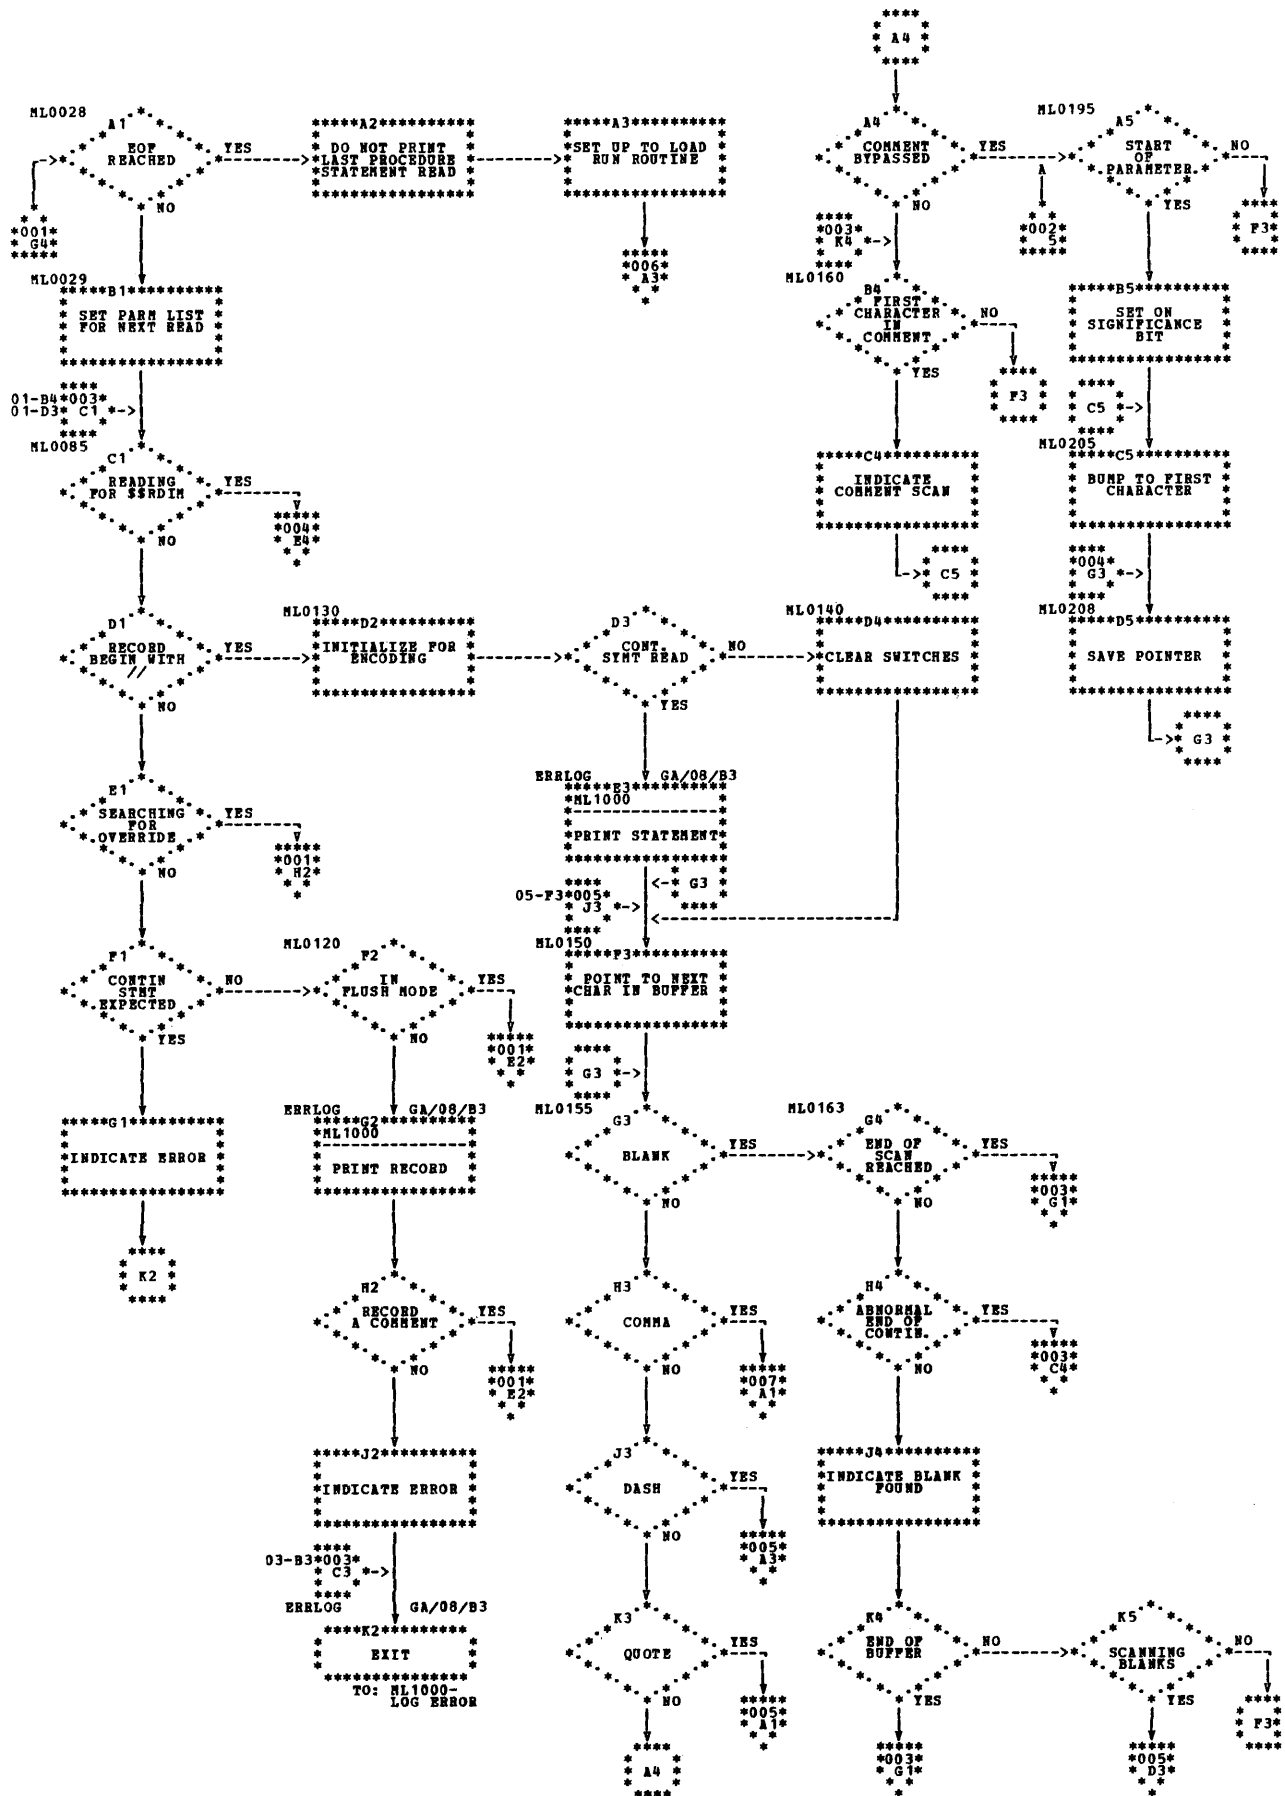 A4
ML0028
A1
EOF
REACHED
YES
NO
001
G4
A2
DO NOT PRINT
LAST PROCEDURE
STATEMENT READ
A3
SET UP TO LOAD
RUN ROUTINE
006
A3
A4
COMMENT
BYPASSED
YES
NO
A
002
5
ML0195
A5
START
OF
PARAMETER
NO
YES
F3
003
K4
ML0029
B1
SET PARM LIST
FOR NEXT READ
ML0160
B4
FIRST
CHARACTER
IN
COMMENT
NO
YES
F3
B5
SET ON
SIGNIFICANCE
BIT
01-B4*003
01-D3* C1
C5
ML0085
C1
READING
FOR $$RDIM
YES
NO
004
E4
C4
INDICATE
COMMENT SCAN
C5
ML0205
C5
BUMP TO FIRST
CHARACTER
004
G3
D1
RECORD
BEGIN WITH
//
YES
NO
ML0130
D2
INITIALIZE FOR
ENCODING
D3
CONT.
SYMT READ
NO
YES
ML0140
D4
CLEAR SWITCHES
ML0208
D5
SAVE POINTER
G3
E1
SEARCHING
FOR
OVERRIDE
YES
NO
001
H2
ERRLOG
GA/08/B3
E3
ML1000
PRINT STATEMENT
G3
05-F3*005
J3
F1
CONTIN
STMT
EXPECTED
NO
YES
ML0120
F2
IN
FLUSH MODE
YES
NO
001
E2
ML0150
F3
POINT TO NEXT
CHAR IN BUFFER
G3
G1
INDICATE ERROR
K2
ERRLOG
GA/08/B3
G2
ML1000
PRINT RECORD
ML0155
G3
BLANK
YES
NO
ML0163
G4
END OF
SCAN
REACHED
YES
NO
003
G1
H2
RECORD
A COMMENT
YES
NO
001
E2
H3
COMMA
YES
NO
007
A1
H4
ABNORMAL
END OF
CONTIN.
YES
NO
003
C4
J2
INDICATE ERROR
03-B3*003
C3
J3
DASH
YES
NO
005
A3
J4
INDICATE BLANK
FOUND
ERRLOG
GA/08/B3
K2
EXIT
TO: ML1000-
LOG ERROR
K3
QUOTE
YES
NO
005
A1
A4
K4
END OF
BUFFER
NO
YES
003
G1
K5
SCANNING
BLANKS
NO
YES
F3
005
D3